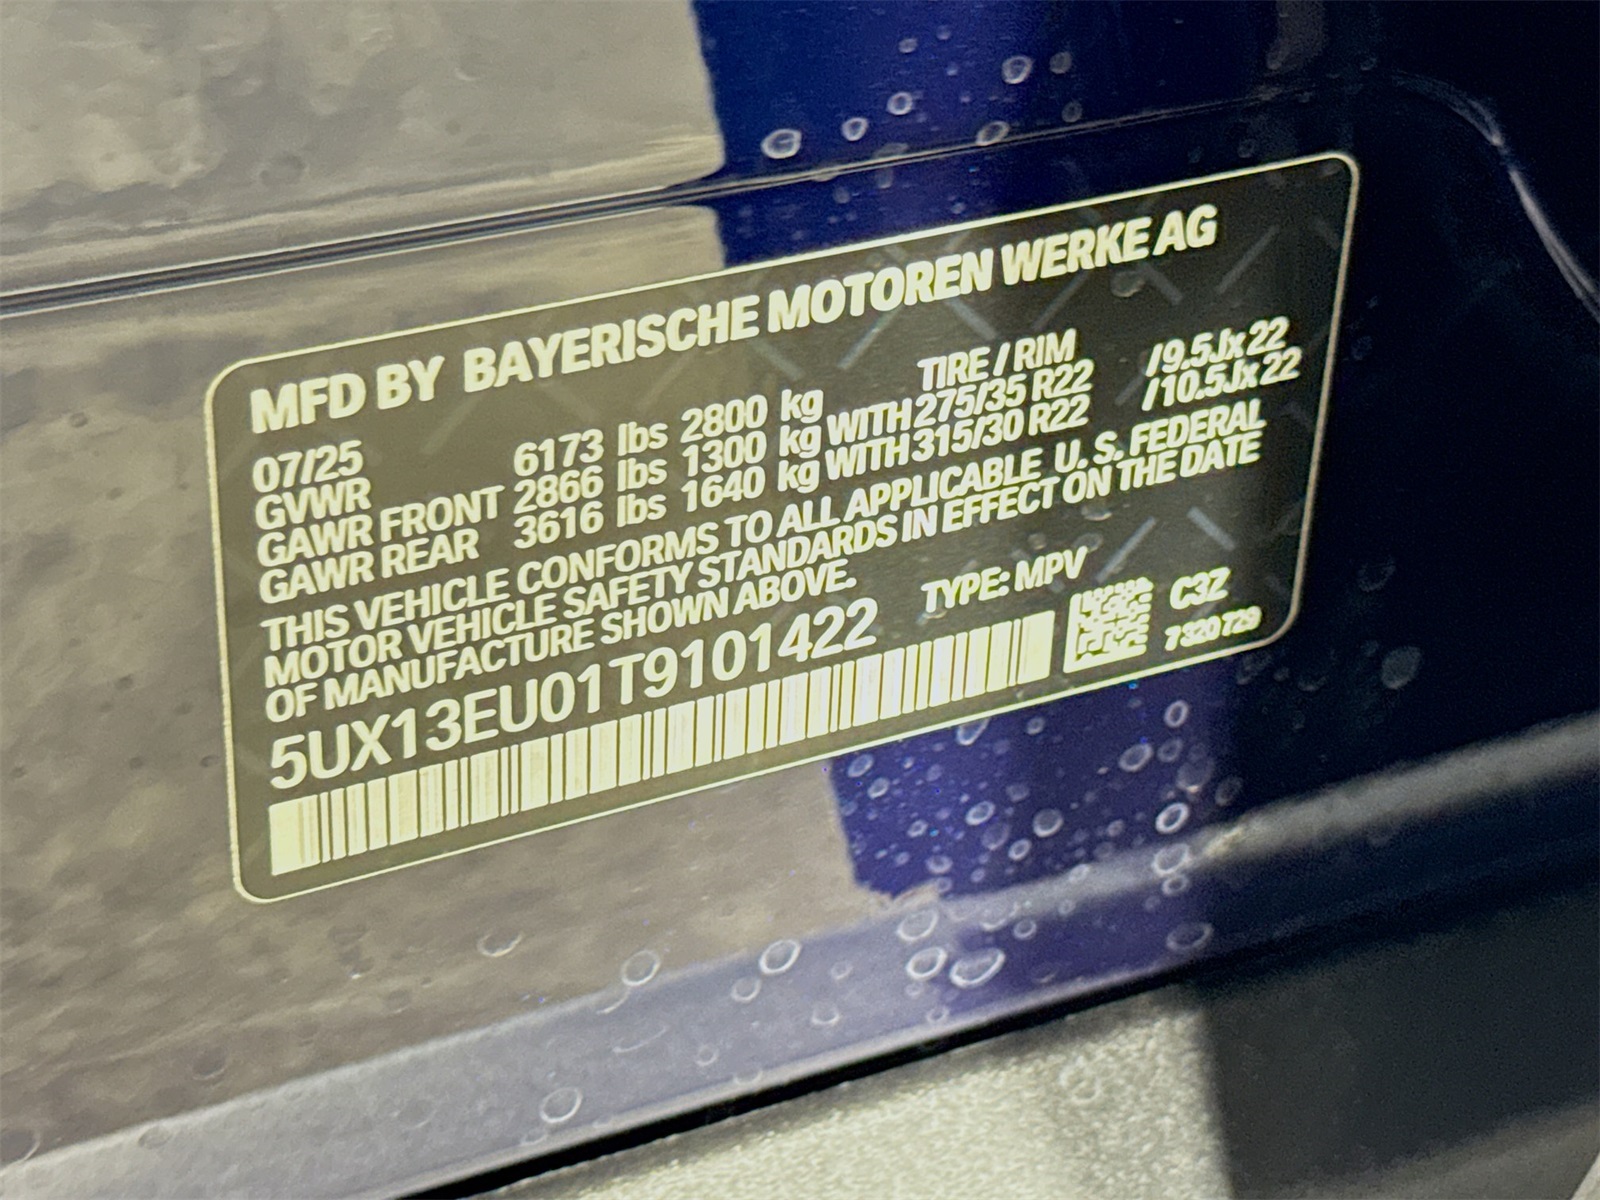 MFD BY BAYERISCHE MOTOREN WERKE AG
07/25 TIRE / RIM
GVWR 6173 lbs 2800 kg
GAWR FRONT 2866 lbs 1300 kg WITH 275/35 R22 /9.5Jx22
GAWR REAR 3616 lbs 1640 kg WITH 315/30 R22 /10.5Jx22
THIS VEHICLE CONFORMS TO ALL APPLICABLE U. S. FEDERAL
MOTOR VEHICLE SAFETY STANDARDS IN EFFECT ON THE DATE
OF MANUFACTURE SHOWN ABOVE.
5UX13EU01T9101422 TYPE: MPV C3Z
7 320 729